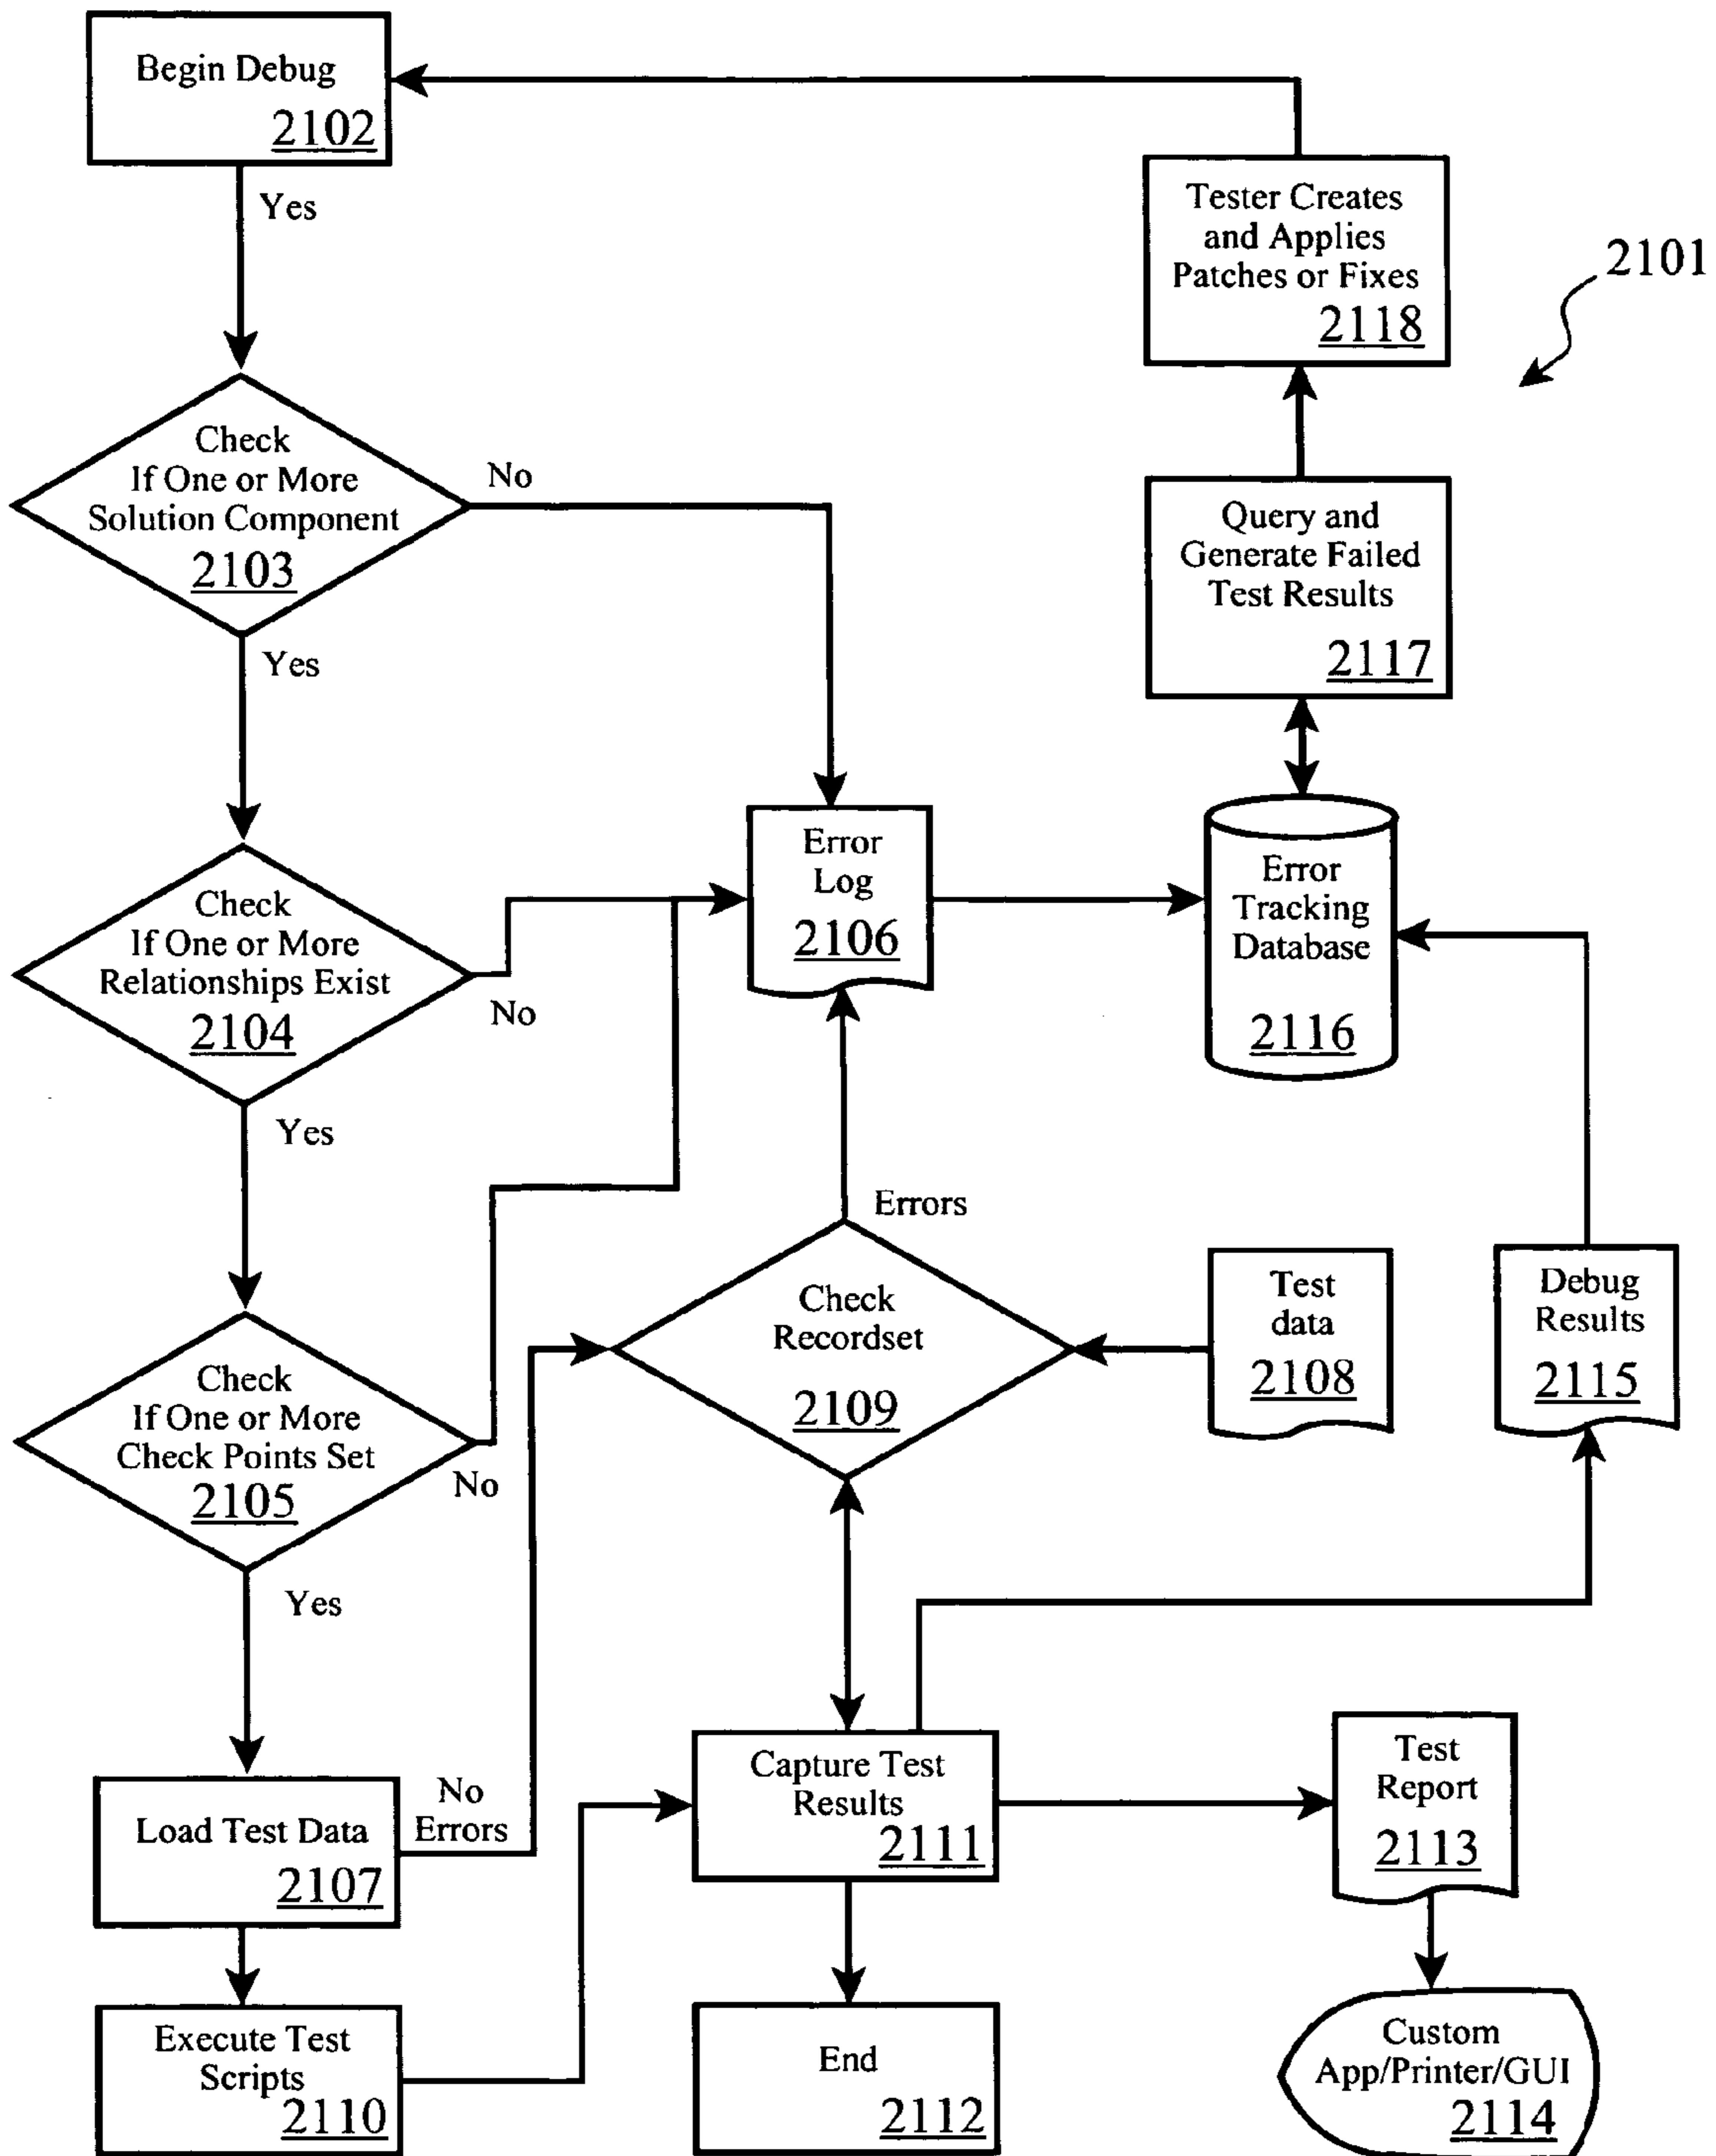 Begin Debug
2102
Yes
Tester Creates
and Applies
Patches or Fixes
2118
2101
Check
If One or More
Solution Component
2103
No
Query and
Generate Failed
Test Results
2117
Yes
Check
If One or More
Relationships Exist
2104
No
Error
Log
2106
Error
Tracking
Database
2116
Yes
Errors
Check
If One or More
Check Points Set
2105
No
Check
Recordset
2109
Test
data
2108
Debug
Results
2115
Yes
Load Test Data
2107
No
Errors
Capture Test
Results
2111
Test
Report
2113
Execute Test
Scripts
2110
End
2112
Custom
App/Printer/GUI
2114